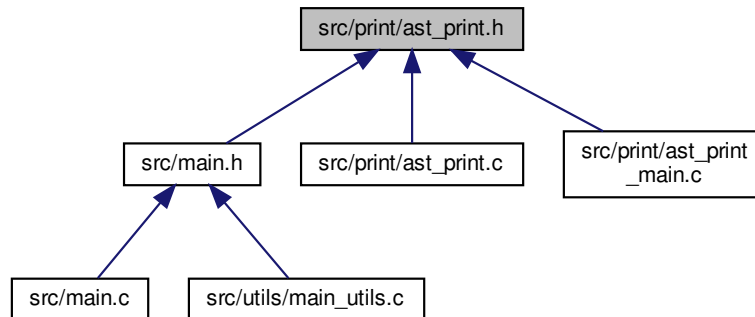 src/print/ast_print.h
src/main.h
src/print/ast_print.c
src/print/ast_print
_main.c
src/main.c
src/utils/main_utils.c